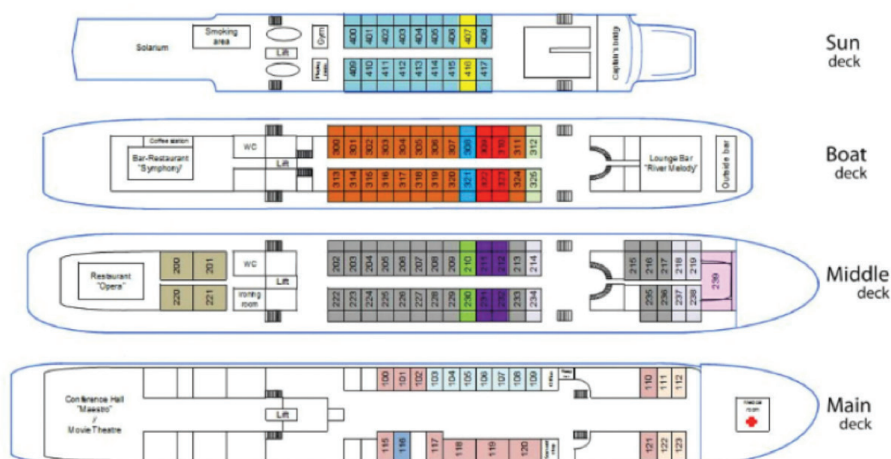 Sun
deck
Solarium
Smoking
area
Lift
Gym
400 401 402 403 404 405 406 407 408
409 410 411 412 413 414 415 416 417
Captain's bridge
Boat
deck
Coffee station
Bar-Restaurant
"Symphony"
WC
Lift
300 301 302 303 304 305 306 307 308 309 310 311 312
313 314 315 316 317 318 319 320 321 322 323 324 325
Lounge Bar
"River Melody"
Outside bar
Middle
deck
Restaurant
"Opera"
200 201
220 221
WC
Lift
Ironing
room
202 203 204 205 206 207 208 209 210 211 212 213 214
222 223 224 225 226 227 228 229 230 231 232 233 234
215 216 217 218 219
235 236 237 238
239
Main
deck
Conference Hall
"Maestro"
/
Movie Theatre
Lift
100 101 102 103 104 105 106 107 108 109
Office
115 116 117 118 119 120
110 111 112
121 122 123
room